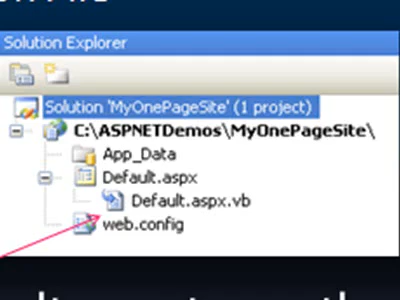 Solution Explorer
Solution 'MyOnePageSite' (1 project)
C:\ASPNETDemos\MyOnePageSite\
App_Data
Default.aspx
Default.aspx.vb
web.config